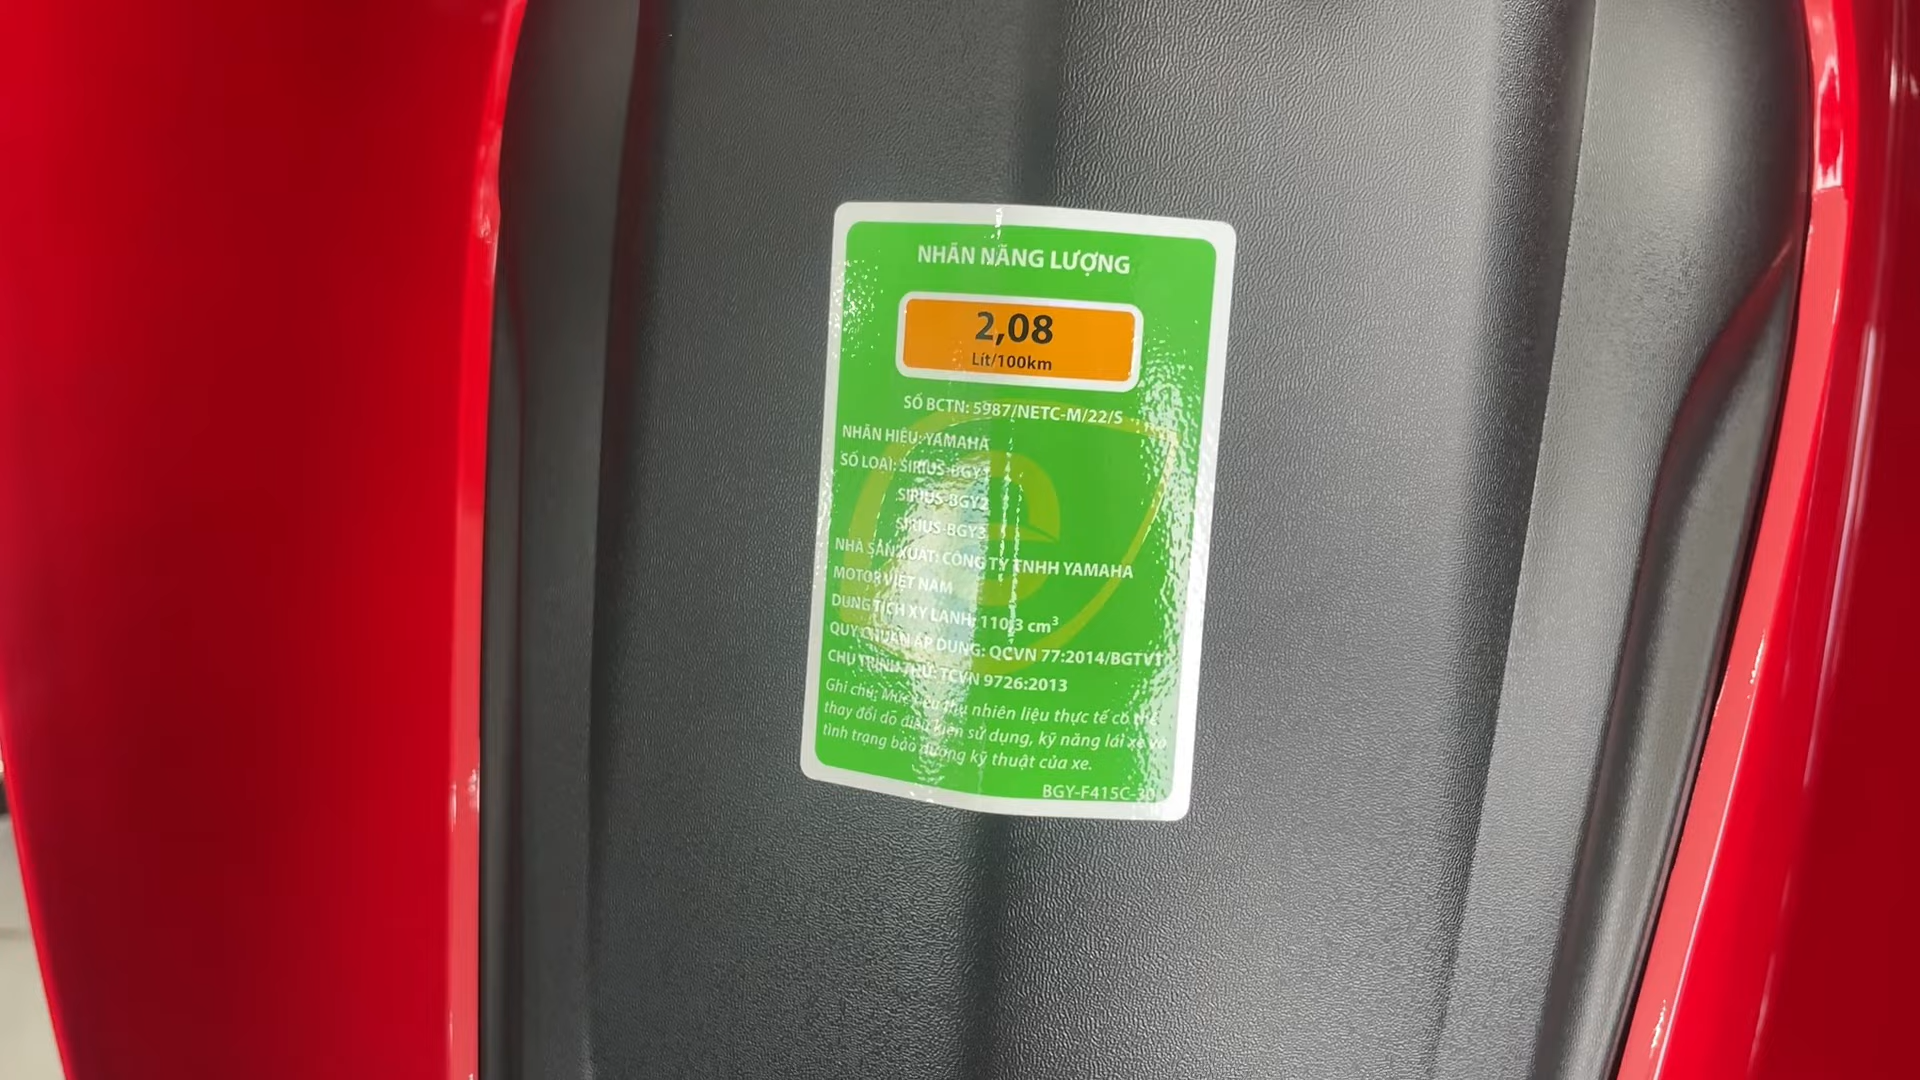 NHÃN NĂNG LƯỢNG
2,08
Lít/100km
SỐ BCTN: 5987/NETC-M/22/S
NHÃN HIỆU: YAMAHA
SỐ LOẠI: SIRIUS-BGY1
SIRIUS-BGY2
SIRIUS-BGY3
NHÀ SẢN XUẤT: CÔNG TY TNHH YAMAHA
MOTOR VIỆT NAM
DUNG TÍCH XY LANH: 110,3 cm³
QUY CHUẨN ÁP DỤNG: QCVN 77:2014/BGTVT
CHU TRÌNH THỬ: TCVN 9726:2013
Ghi chú: Mức tiêu thụ nhiên liệu thực tế có thể
thay đổi do điều kiện sử dụng, kỹ năng lái xe và
tình trạng bảo dưỡng kỹ thuật của xe.
BGY-F415C-30